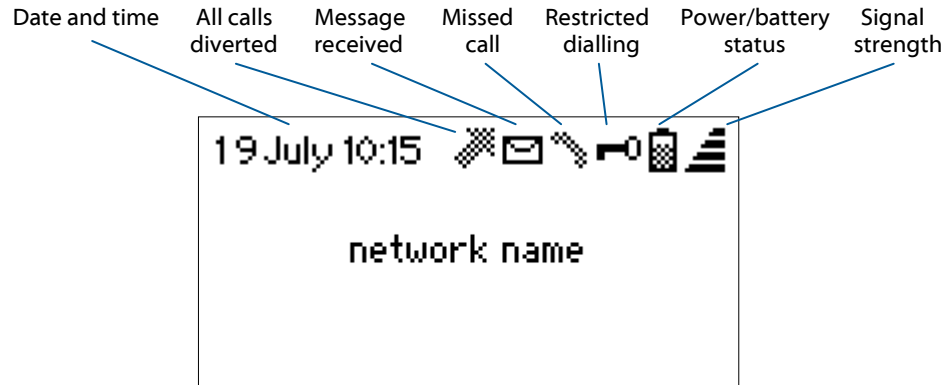 Date and time
All calls diverted
Message received
Missed call
Restricted dialling
Power/battery status
Signal strength
19 July 10:15
network name